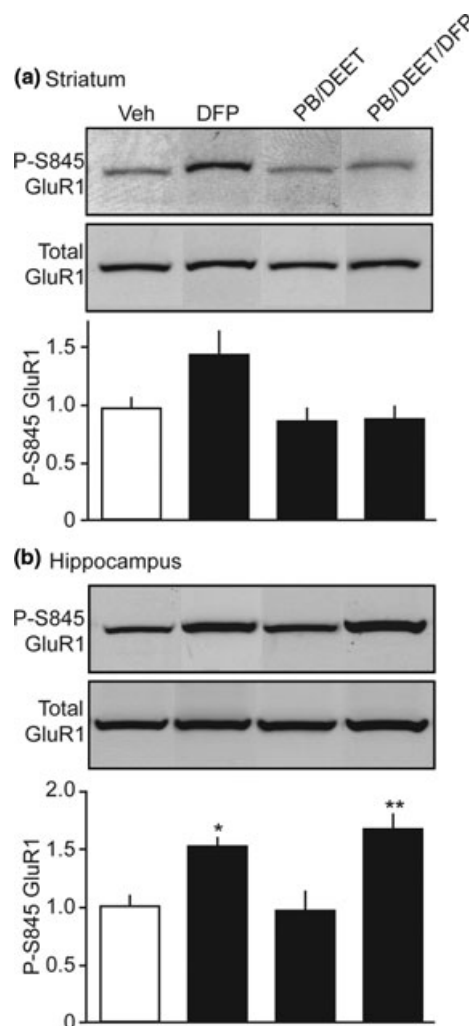 (a) Striatum
Veh DFP PB/DEET PB/DEET/DFP
P-S845
GluR1
Total
GluR1
P-S845 GluR1
1.5
1.0
0.5
0
(b) Hippocampus
P-S845
GluR1
Total
GluR1
P-S845 GluR1
2.0
1.5
1.0
0.5
0
*
**